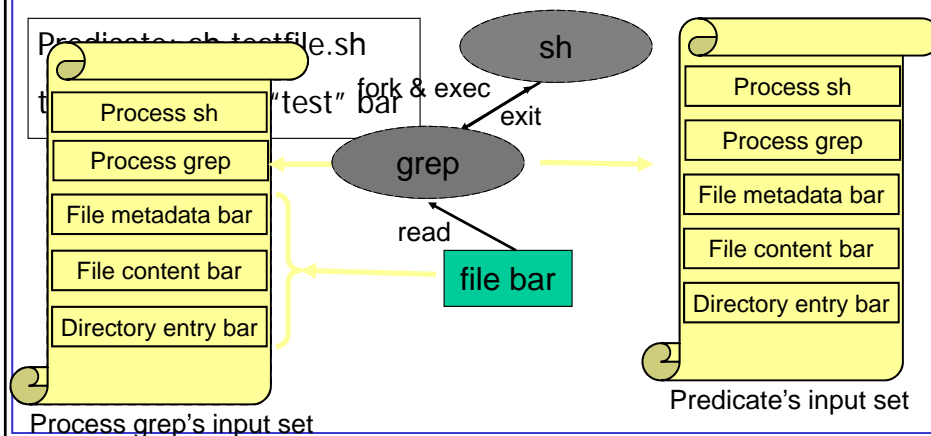 Predicate: sh testfile.sh
"test" bar
Process sh
Process grep
File metadata bar
File content bar
Directory entry bar
Process grep's input set
sh
fork & exec
exit
grep
read
file bar
Process sh
Process grep
File metadata bar
File content bar
Directory entry bar
Predicate's input set